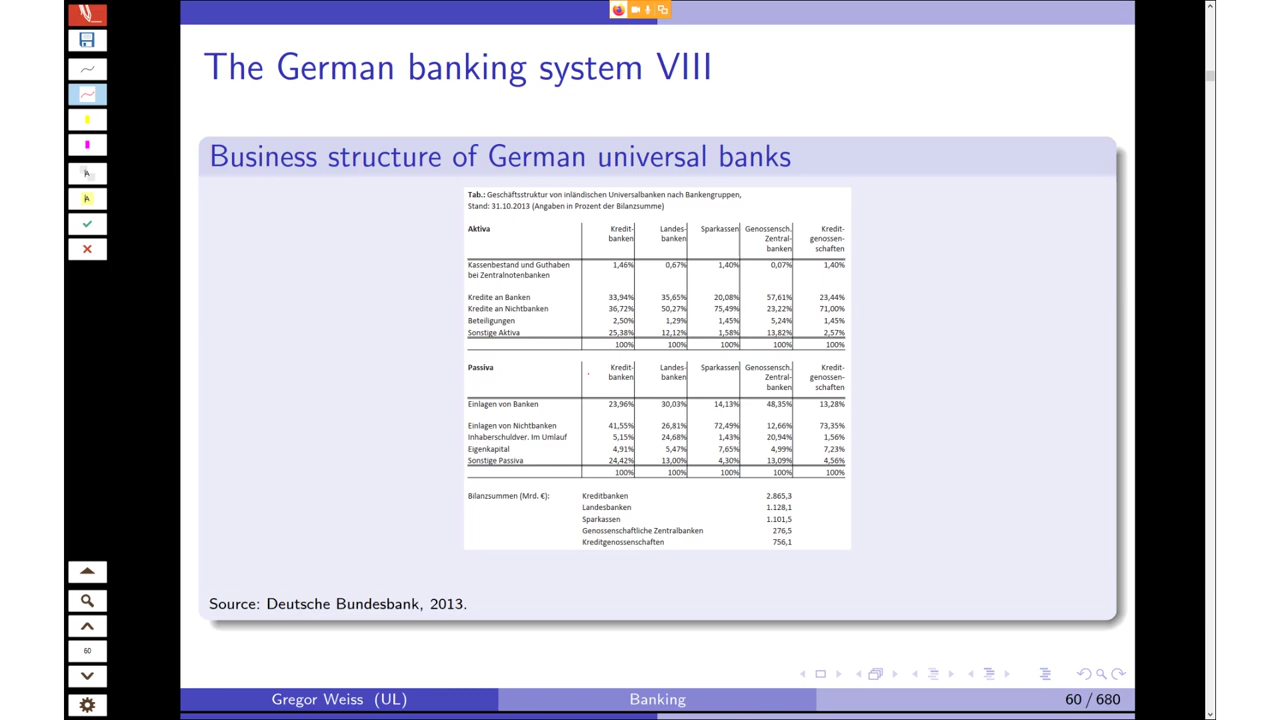 The German banking system VIII
Business structure of German universal banks
Tab.: Geschäftsstruktur von inländischen Universalbanken nach Bankengruppen,
Stand: 31.10.2013 (Angaben in Prozent der Bilanzsumme)
Aktiva Kredit- Landes- Sparkassen Genossensch. Kredit-
banken banken Zentral- genossen-
banken schaften
Kassenbestand und Guthaben 1,46% 0,67% 1,40% 0,07% 1,40%
bei Zentralnotenbanken
Kredite an Banken 33,94% 35,65% 20,08% 57,61% 23,44%
Kredite an Nichtbanken 36,72% 50,27% 75,49% 23,22% 71,00%
Beteiligungen 2,50% 1,29% 1,45% 5,24% 1,45%
Sonstige Aktiva 25,38% 12,12% 1,58% 13,82% 2,57%
100% 100% 100% 100% 100%
Passiva Kredit- Landes- Sparkassen Genossensch. Kredit-
banken banken Zentral- genossen-
banken schaften
Einlagen von Banken 23,96% 30,03% 14,13% 48,35% 13,28%
Einlagen von Nichtbanken 41,55% 26,81% 72,49% 12,66% 73,35%
Inhaberschuldver. Im Umlauf 5,15% 24,68% 1,43% 20,94% 1,56%
Eigenkapital 4,91% 5,47% 7,65% 4,99% 7,23%
Sonstige Passiva 24,42% 13,00% 4,30% 13,09% 4,56%
100% 100% 100% 100% 100%
Bilanzsummen (Mrd. €): Kreditbanken 2.865,3
Landesbanken 1.128,1
Sparkassen 1.101,5
Genossenschaftliche Zentralbanken 276,5
Kreditgenossenschaften 756,1
Source: Deutsche Bundesbank, 2013.
60
Gregor Weiss (UL) Banking 60 / 680